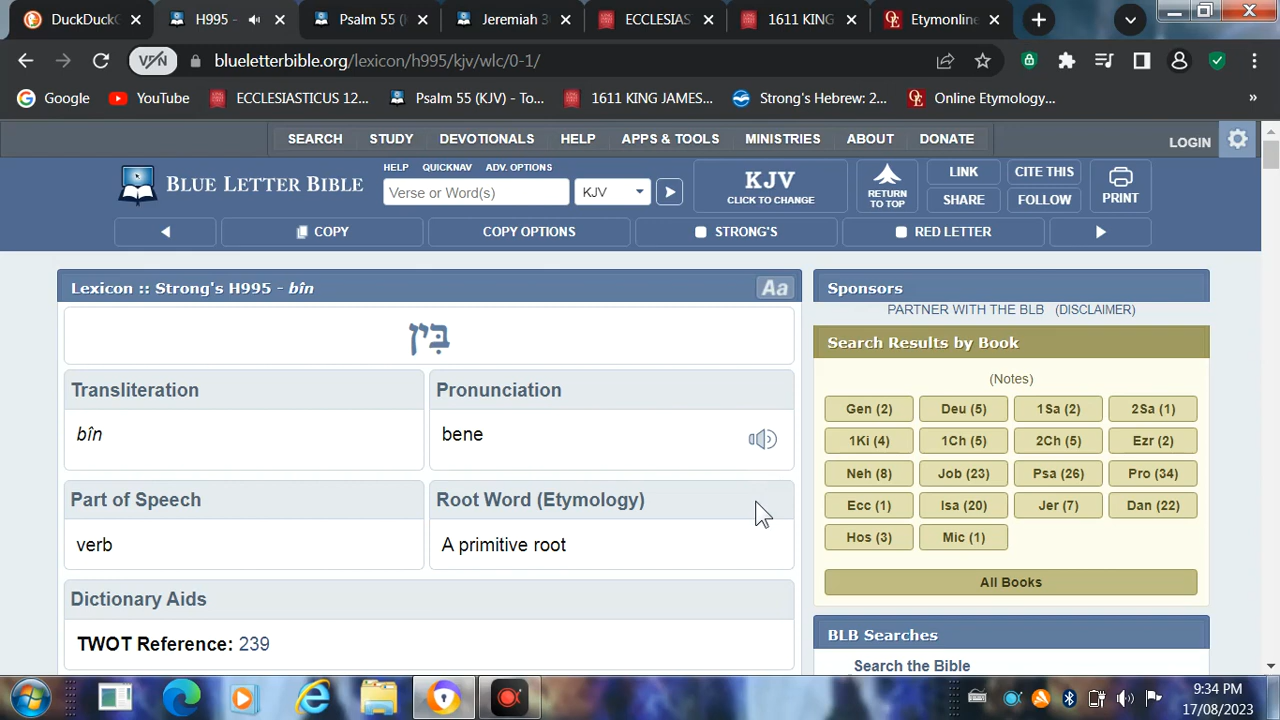 DuckDuckG
H995 -
Psalm 55 (
Jeremiah 3
ECCLESIAS
1611 KING
Etymonline
VPN
blueletterbible.org/lexicon/h995/kjv/wlc/0-1/
Google
YouTube
ECCLESIASTICUS 12...
Psalm 55 (KJV) - To...
1611 KING JAMES...
Strong's Hebrew: 2...
Online Etymology...
»
SEARCH STUDY DEVOTIONALS HELP APPS & TOOLS MINISTRIES ABOUT DONATE LOGIN
BLUE LETTER BIBLE
HELP QUICKNAV ADV. OPTIONS
Verse or Word(s)
KJV
KJV
CLICK TO CHANGE
RETURN
TO TOP
LINK
SHARE
CITE THIS
FOLLOW
PRINT
COPY
COPY OPTIONS
STRONG'S
RED LETTER
Lexicon :: Strong's H995 - bîn
Aa
בִּין
Transliteration
bîn
Pronunciation
bene
Part of Speech
verb
Root Word (Etymology)
A primitive root
Dictionary Aids
TWOT Reference: 239
Sponsors
PARTNER WITH THE BLB (DISCLAIMER)
Search Results by Book
(Notes)
Gen (2) Deu (5) 1Sa (2) 2Sa (1)
1Ki (4) 1Ch (5) 2Ch (5) Ezr (2)
Neh (8) Job (23) Psa (26) Pro (34)
Ecc (1) Isa (20) Jer (7) Dan (22)
Hos (3) Mic (1)
All Books
BLB Searches
Search the Bible
9:34 PM
17/08/2023